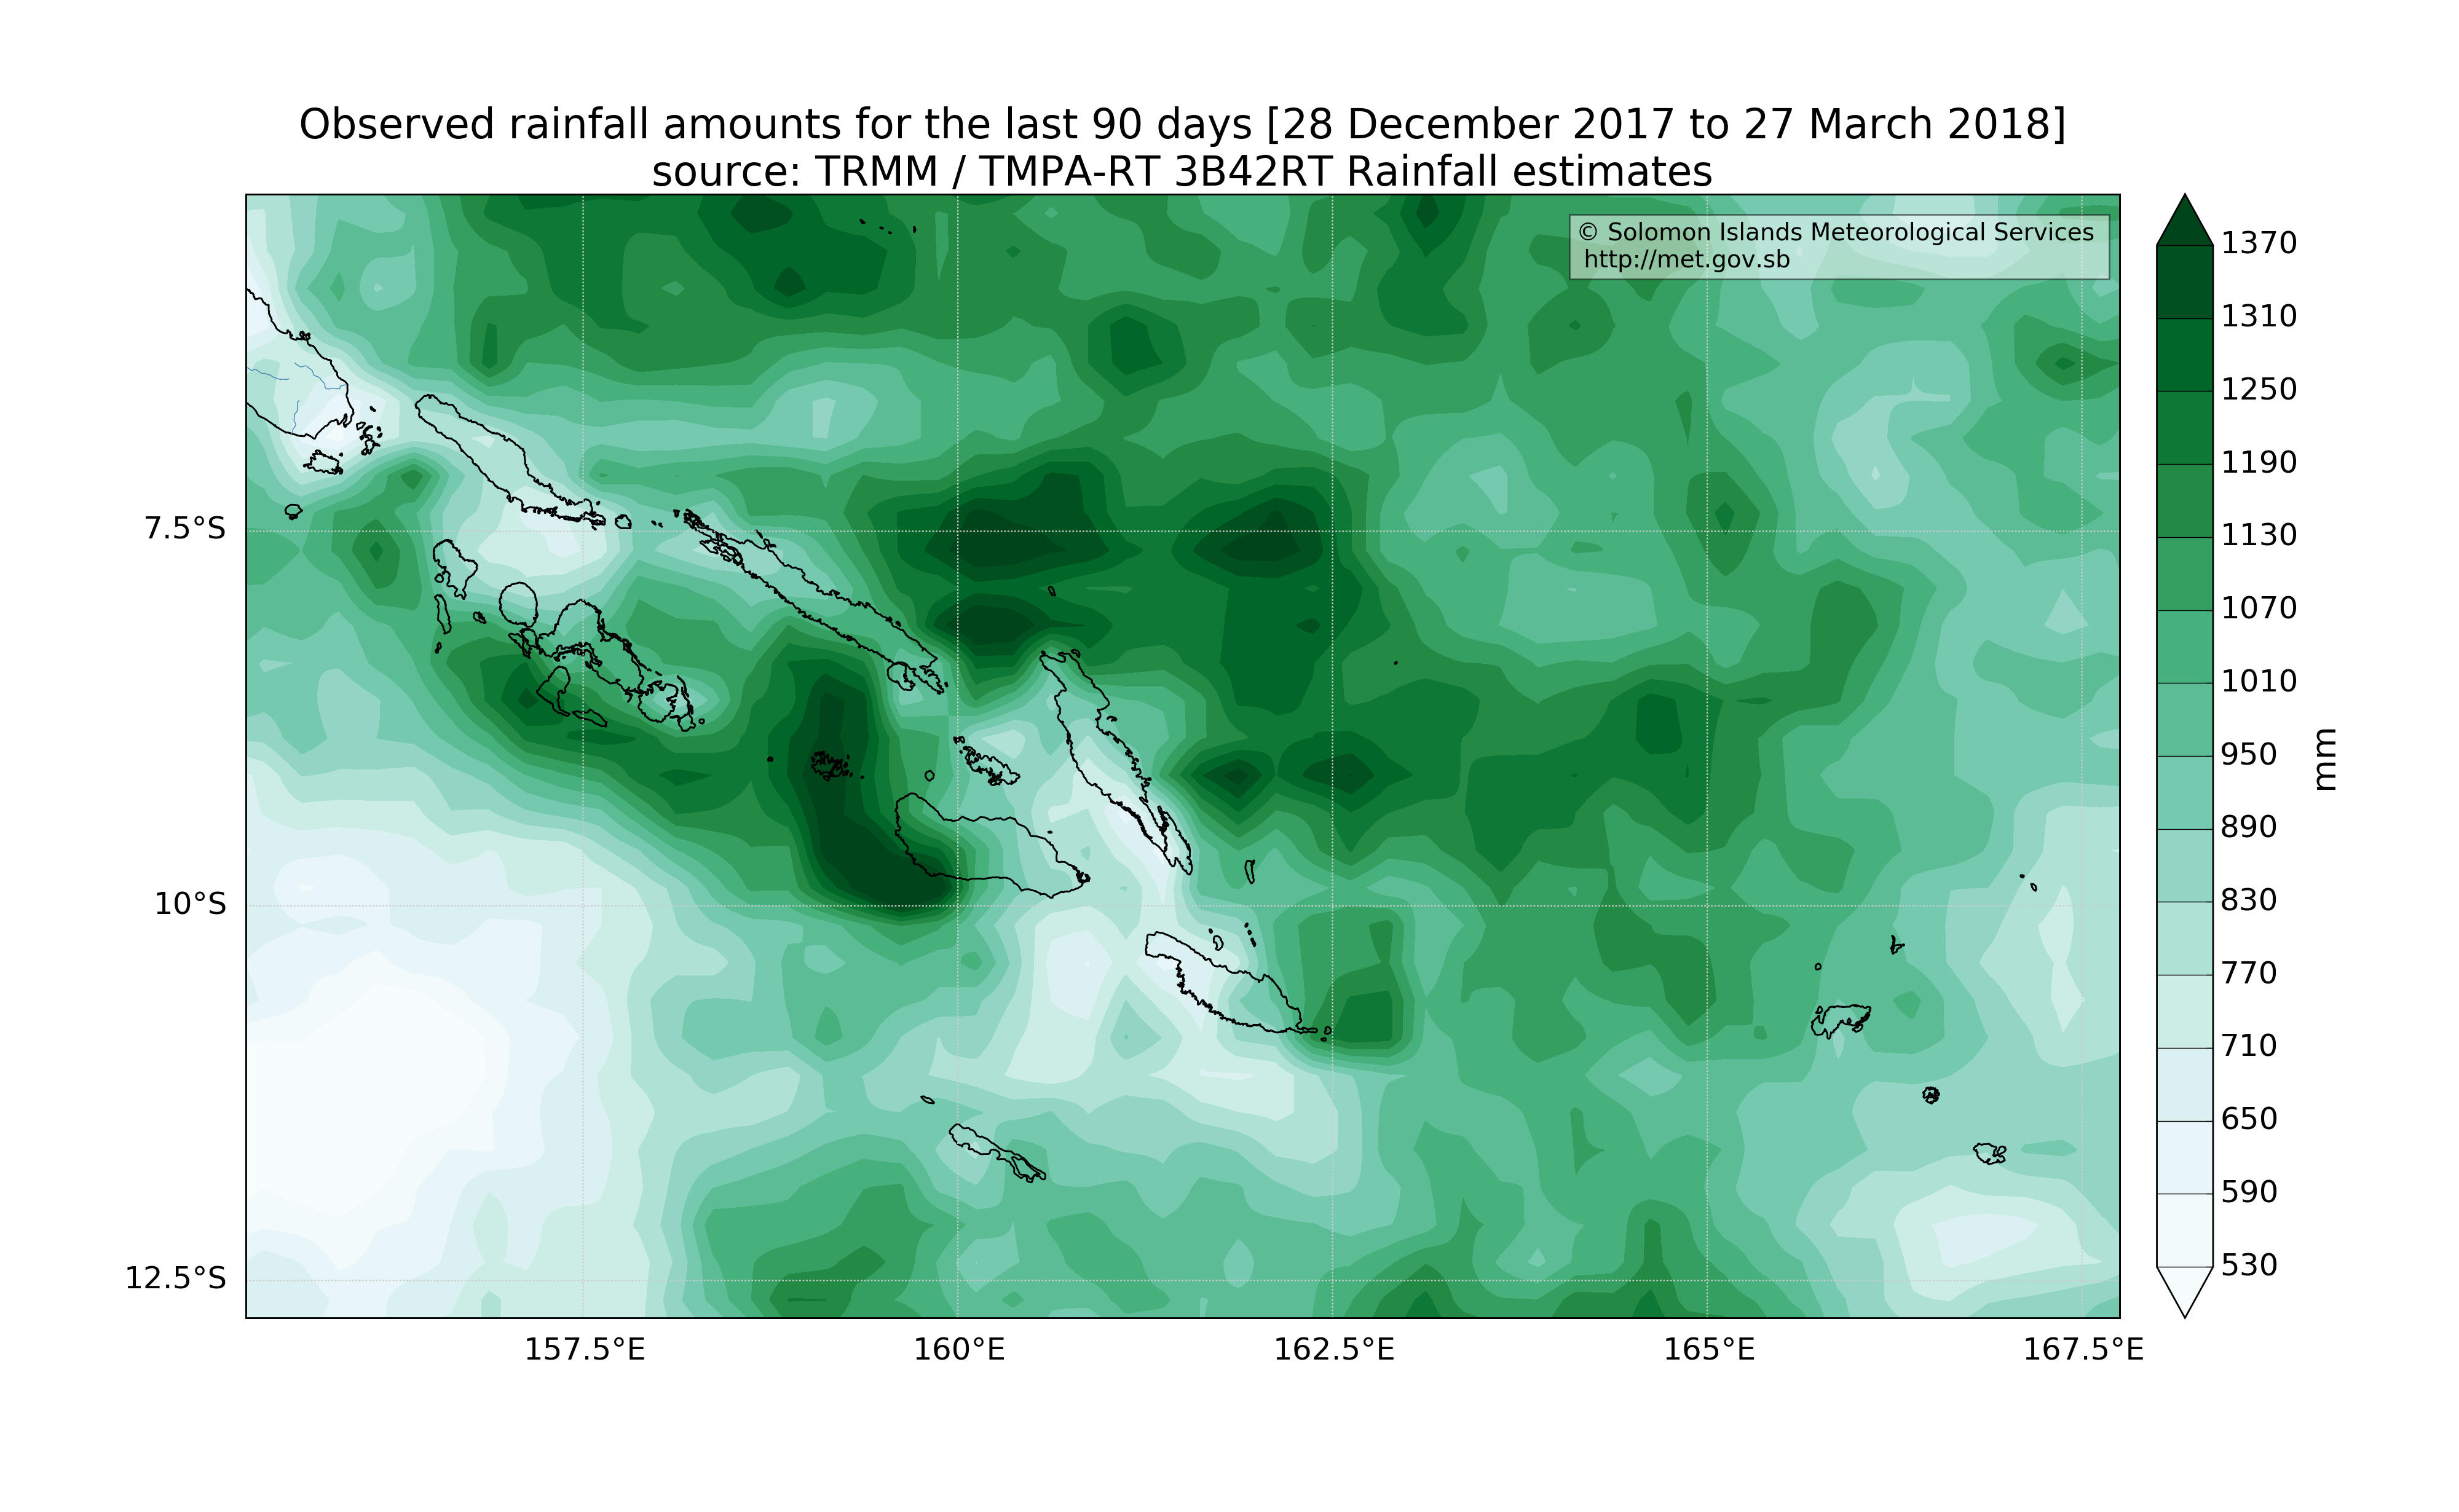 Observed rainfall amounts for the last 90 days [28 December 2017 to 27 March 2018]
source: TRMM / TMPA-RT 3B42RT Rainfall estimates
© Solomon Islands Meteorological Services
http://met.gov.sb
7.5°S
10°S
12.5°S
157.5°E
160°E
162.5°E
165°E
167.5°E
1370
1310
1250
1190
1130
1070
1010
950
890
830
770
710
650
590
530
mm